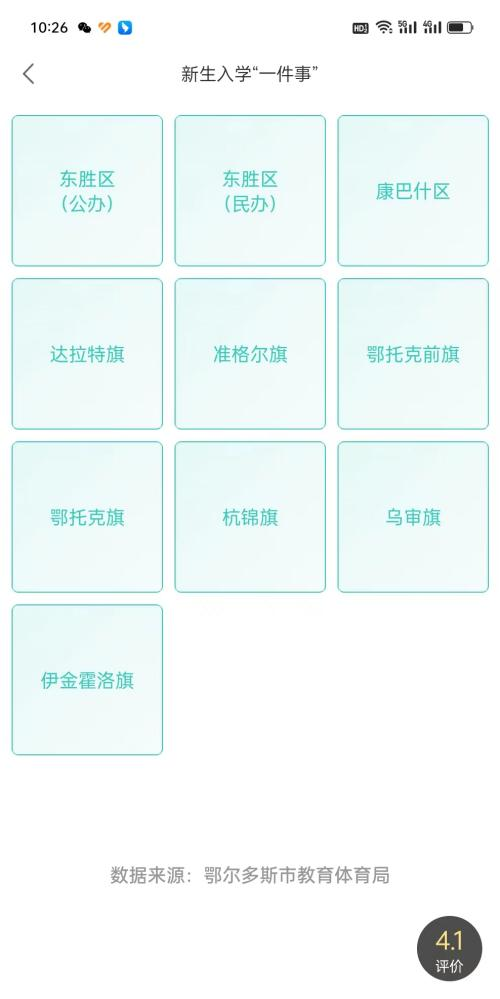 10:26
HD2
5G
4G
新生入学“一件事”
东胜区
（公办）
东胜区
（民办）
康巴什区
达拉特旗
准格尔旗
鄂托克前旗
鄂托克旗
杭锦旗
乌审旗
伊金霍洛旗
数据来源：鄂尔多斯市教育体育局
4.1
评价